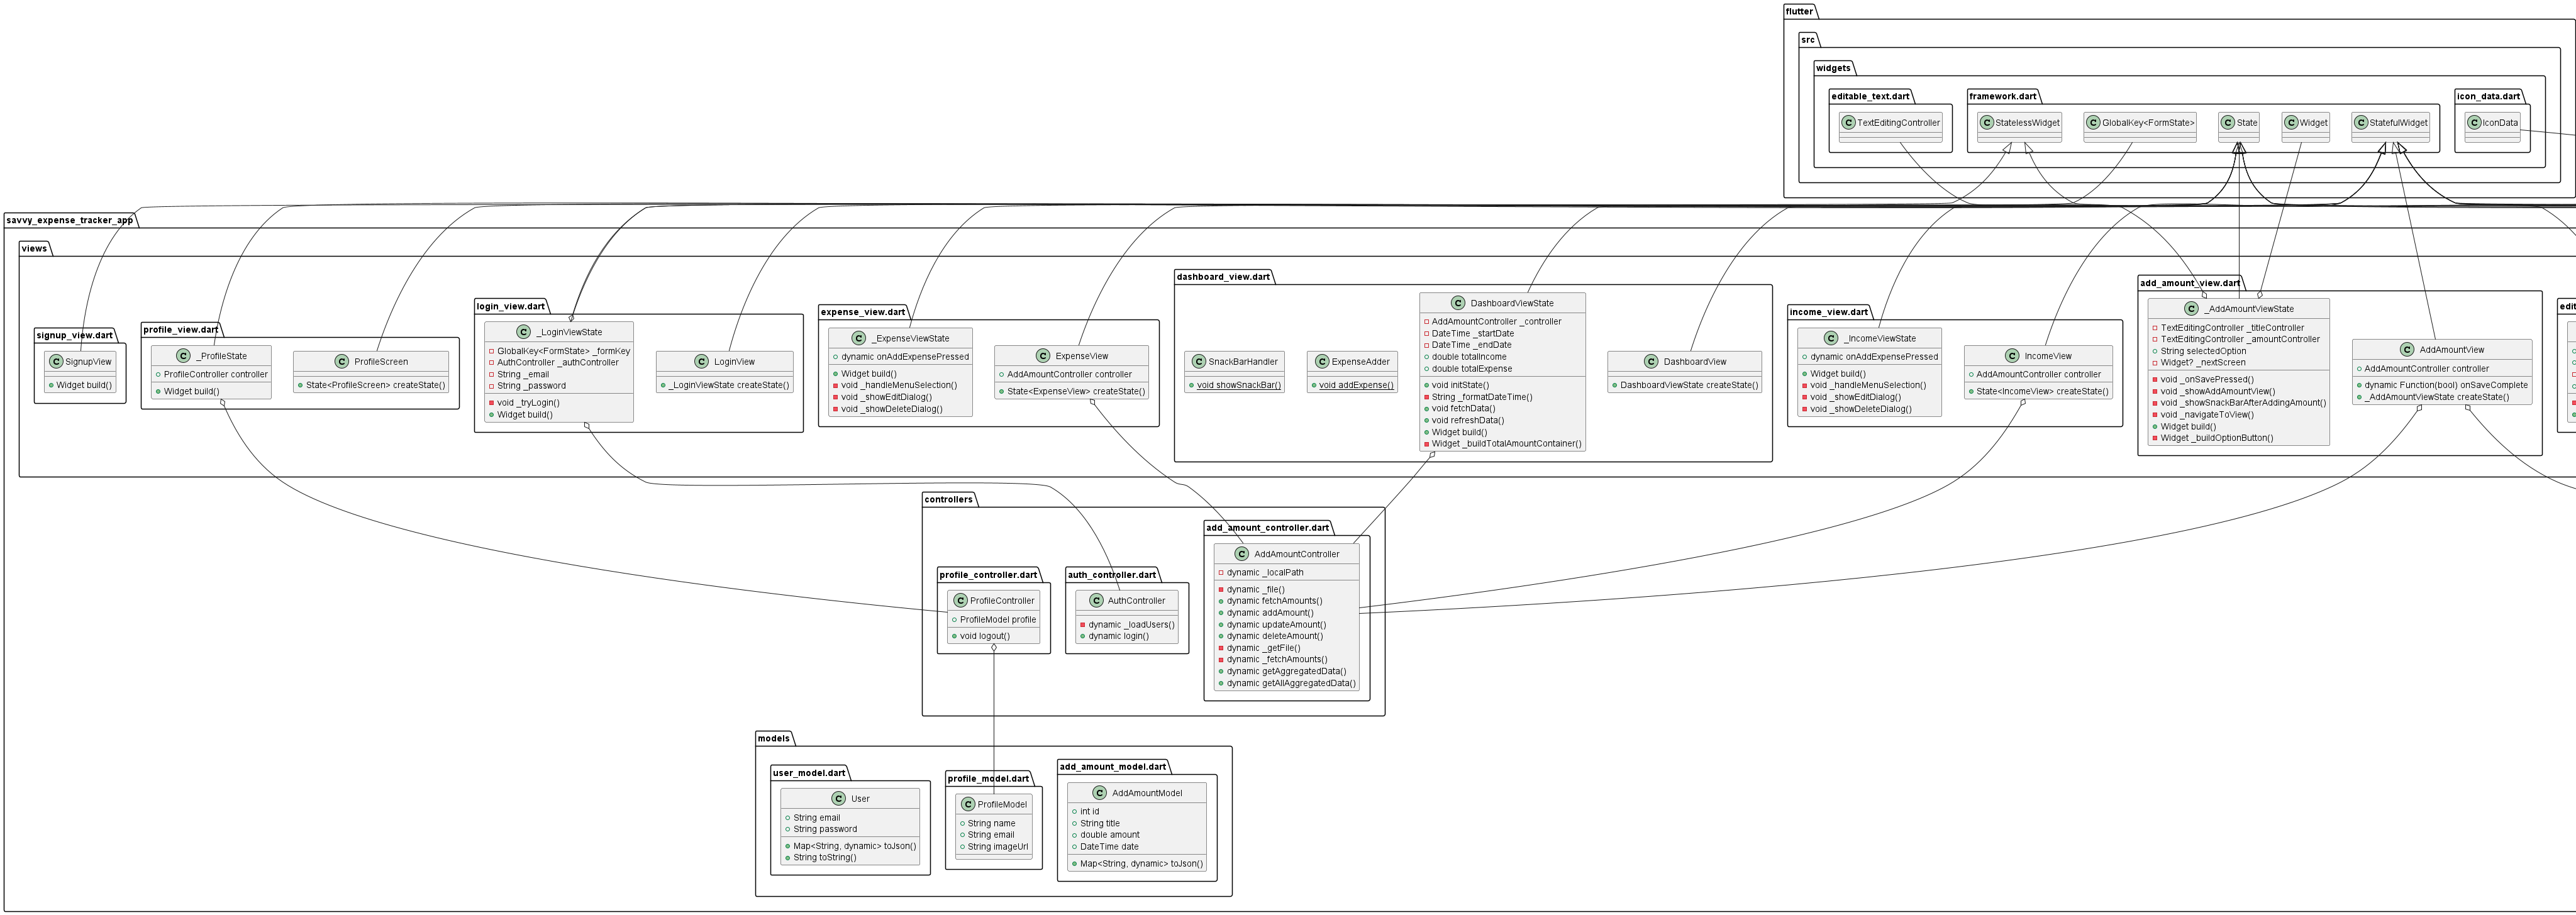 flutter
src
widgets
editable_text.dart
framework.dart
icon_data.dart
C TextEditingController
C StatelessWidget
C GlobalKey<FormState>
C State
C Widget
C StatefulWidget
C IconData
savvy_expense_tracker_app
views
signup_view.dart
C SignupView
Widget build()
profile_view.dart
C _ProfileState
ProfileController controller
Widget build()
C ProfileScreen
State<ProfileScreen> createState()
login_view.dart
C _LoginViewState
GlobalKey<FormState> _formKey
AuthController _authController
String _email
String _password
void _tryLogin()
Widget build()
C LoginView
_LoginViewState createState()
expense_view.dart
C _ExpenseViewState
dynamic onAddExpensePressed
Widget build()
void _handleMenuSelection()
void _showEditDialog()
void _showDeleteDialog()
C ExpenseView
AddAmountController controller
State<ExpenseView> createState()
dashboard_view.dart
C SnackBarHandler
void showSnackBar()
C ExpenseAdder
void addExpense()
C DashboardViewState
AddAmountController _controller
DateTime _startDate
DateTime _endDate
double totalIncome
double totalExpense
void initState()
String _formatDateTime()
void fetchData()
void refreshData()
Widget build()
Widget _buildTotalAmountContainer()
C DashboardView
DashboardViewState createState()
income_view.dart
C _IncomeViewState
dynamic onAddExpensePressed
Widget build()
void _handleMenuSelection()
void _showEditDialog()
void _showDeleteDialog()
C IncomeView
AddAmountController controller
State<IncomeView> createState()
add_amount_view.dart
C _AddAmountViewState
TextEditingController _titleController
TextEditingController _amountController
String selectedOption
Widget? _nextScreen
void _onSavePressed()
void _showAddAmountView()
void _showSnackBarAfterAddingAmount()
void _navigateToView()
Widget build()
Widget _buildOptionButton()
C AddAmountView
AddAmountController controller
dynamic Function(bool) onSaveComplete
_AddAmountViewState createState()
edit
controllers
profile_controller.dart
C ProfileController
ProfileModel profile
void logout()
auth_controller.dart
C AuthController
dynamic _loadUsers()
dynamic login()
add_amount_controller.dart
C AddAmountController
dynamic _localPath
dynamic _file()
dynamic fetchAmounts()
dynamic addAmount()
dynamic updateAmount()
dynamic deleteAmount()
dynamic _getFile()
dynamic _fetchAmounts()
dynamic getAggregatedData()
dynamic getAllAggregatedData()
models
user_model.dart
C User
String email
String password
Map<String, dynamic> toJson()
String toString()
profile_model.dart
C ProfileModel
String name
String email
String imageUrl
add_amount_model.dart
C AddAmountModel
int id
String title
double amount
DateTime date
Map<String, dynamic> toJson()